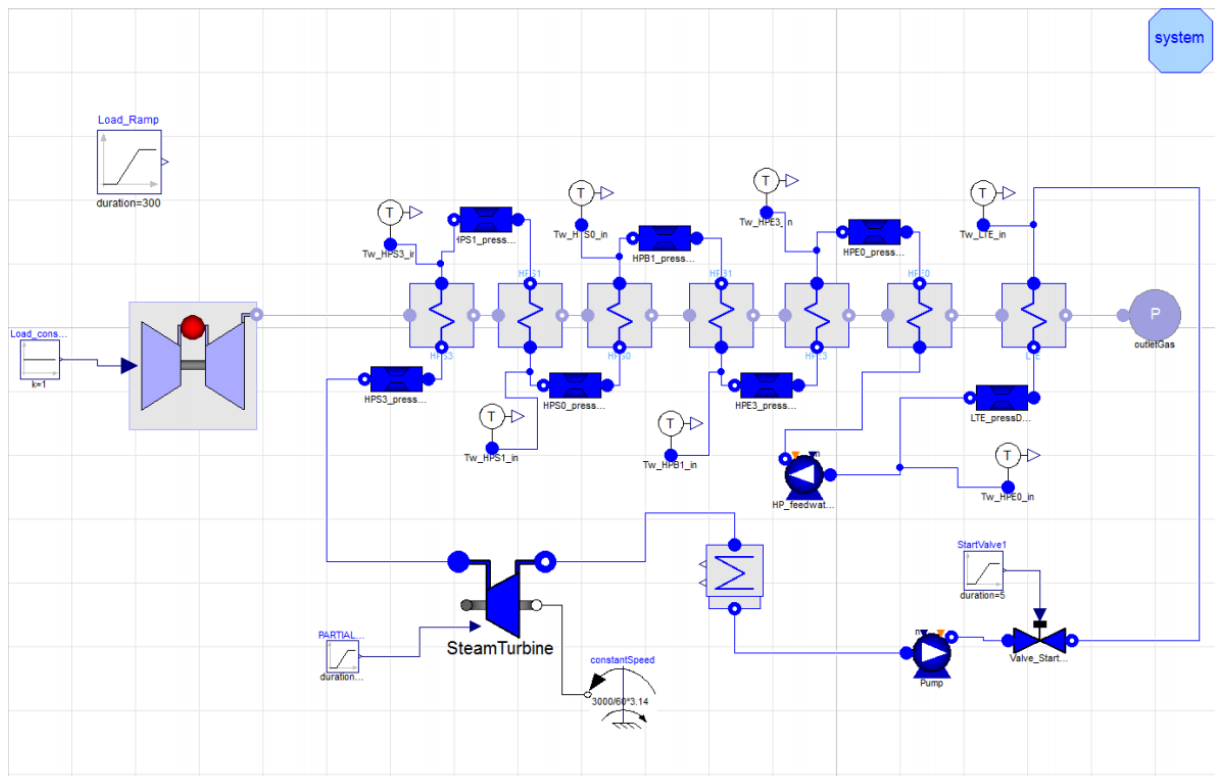 system
Load_Ramp
duration=300
T
T
T
T
Tw_HPS3_ir
HPS1_press...
Tw_HPS0_in
HPB1_press...
Tw_HPE3_in
HPE0_press...
Tw_LTE_in
HPS1
HPB1
HPE0
Load_cons...
k=1
P
outletGas
HPS3
HPS0
HPE3
LTE
HPS3_press...
HPS0_press...
HPE3_press...
LTE_pressD...
T
Tw_HPS1_in
T
Tw_HPB1_in
HP_feedwat...
T
Tw_HPE0_in
StartValve1
duration=5
SteamTurbine
PARTIAL...
duration...
constantSpeed
3000/60*3.14
n
Pump
Valve_Start...